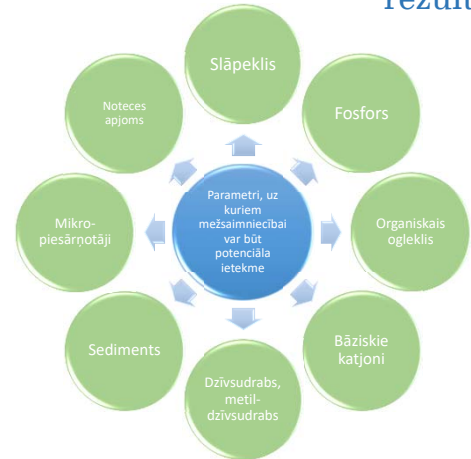 rezult
Slāpeklis
Fosfors
Organiskais
ogleklis
Bāziskie
katjoni
Dzīvsudrabs,
metil-
dzīvsudrabs
Sediments
Mikro-
piesārņotāji
Noteces
apjoms
Parametri, uz
kuriem
mežsaimniecībai
var būt
potenciāla
ietekme